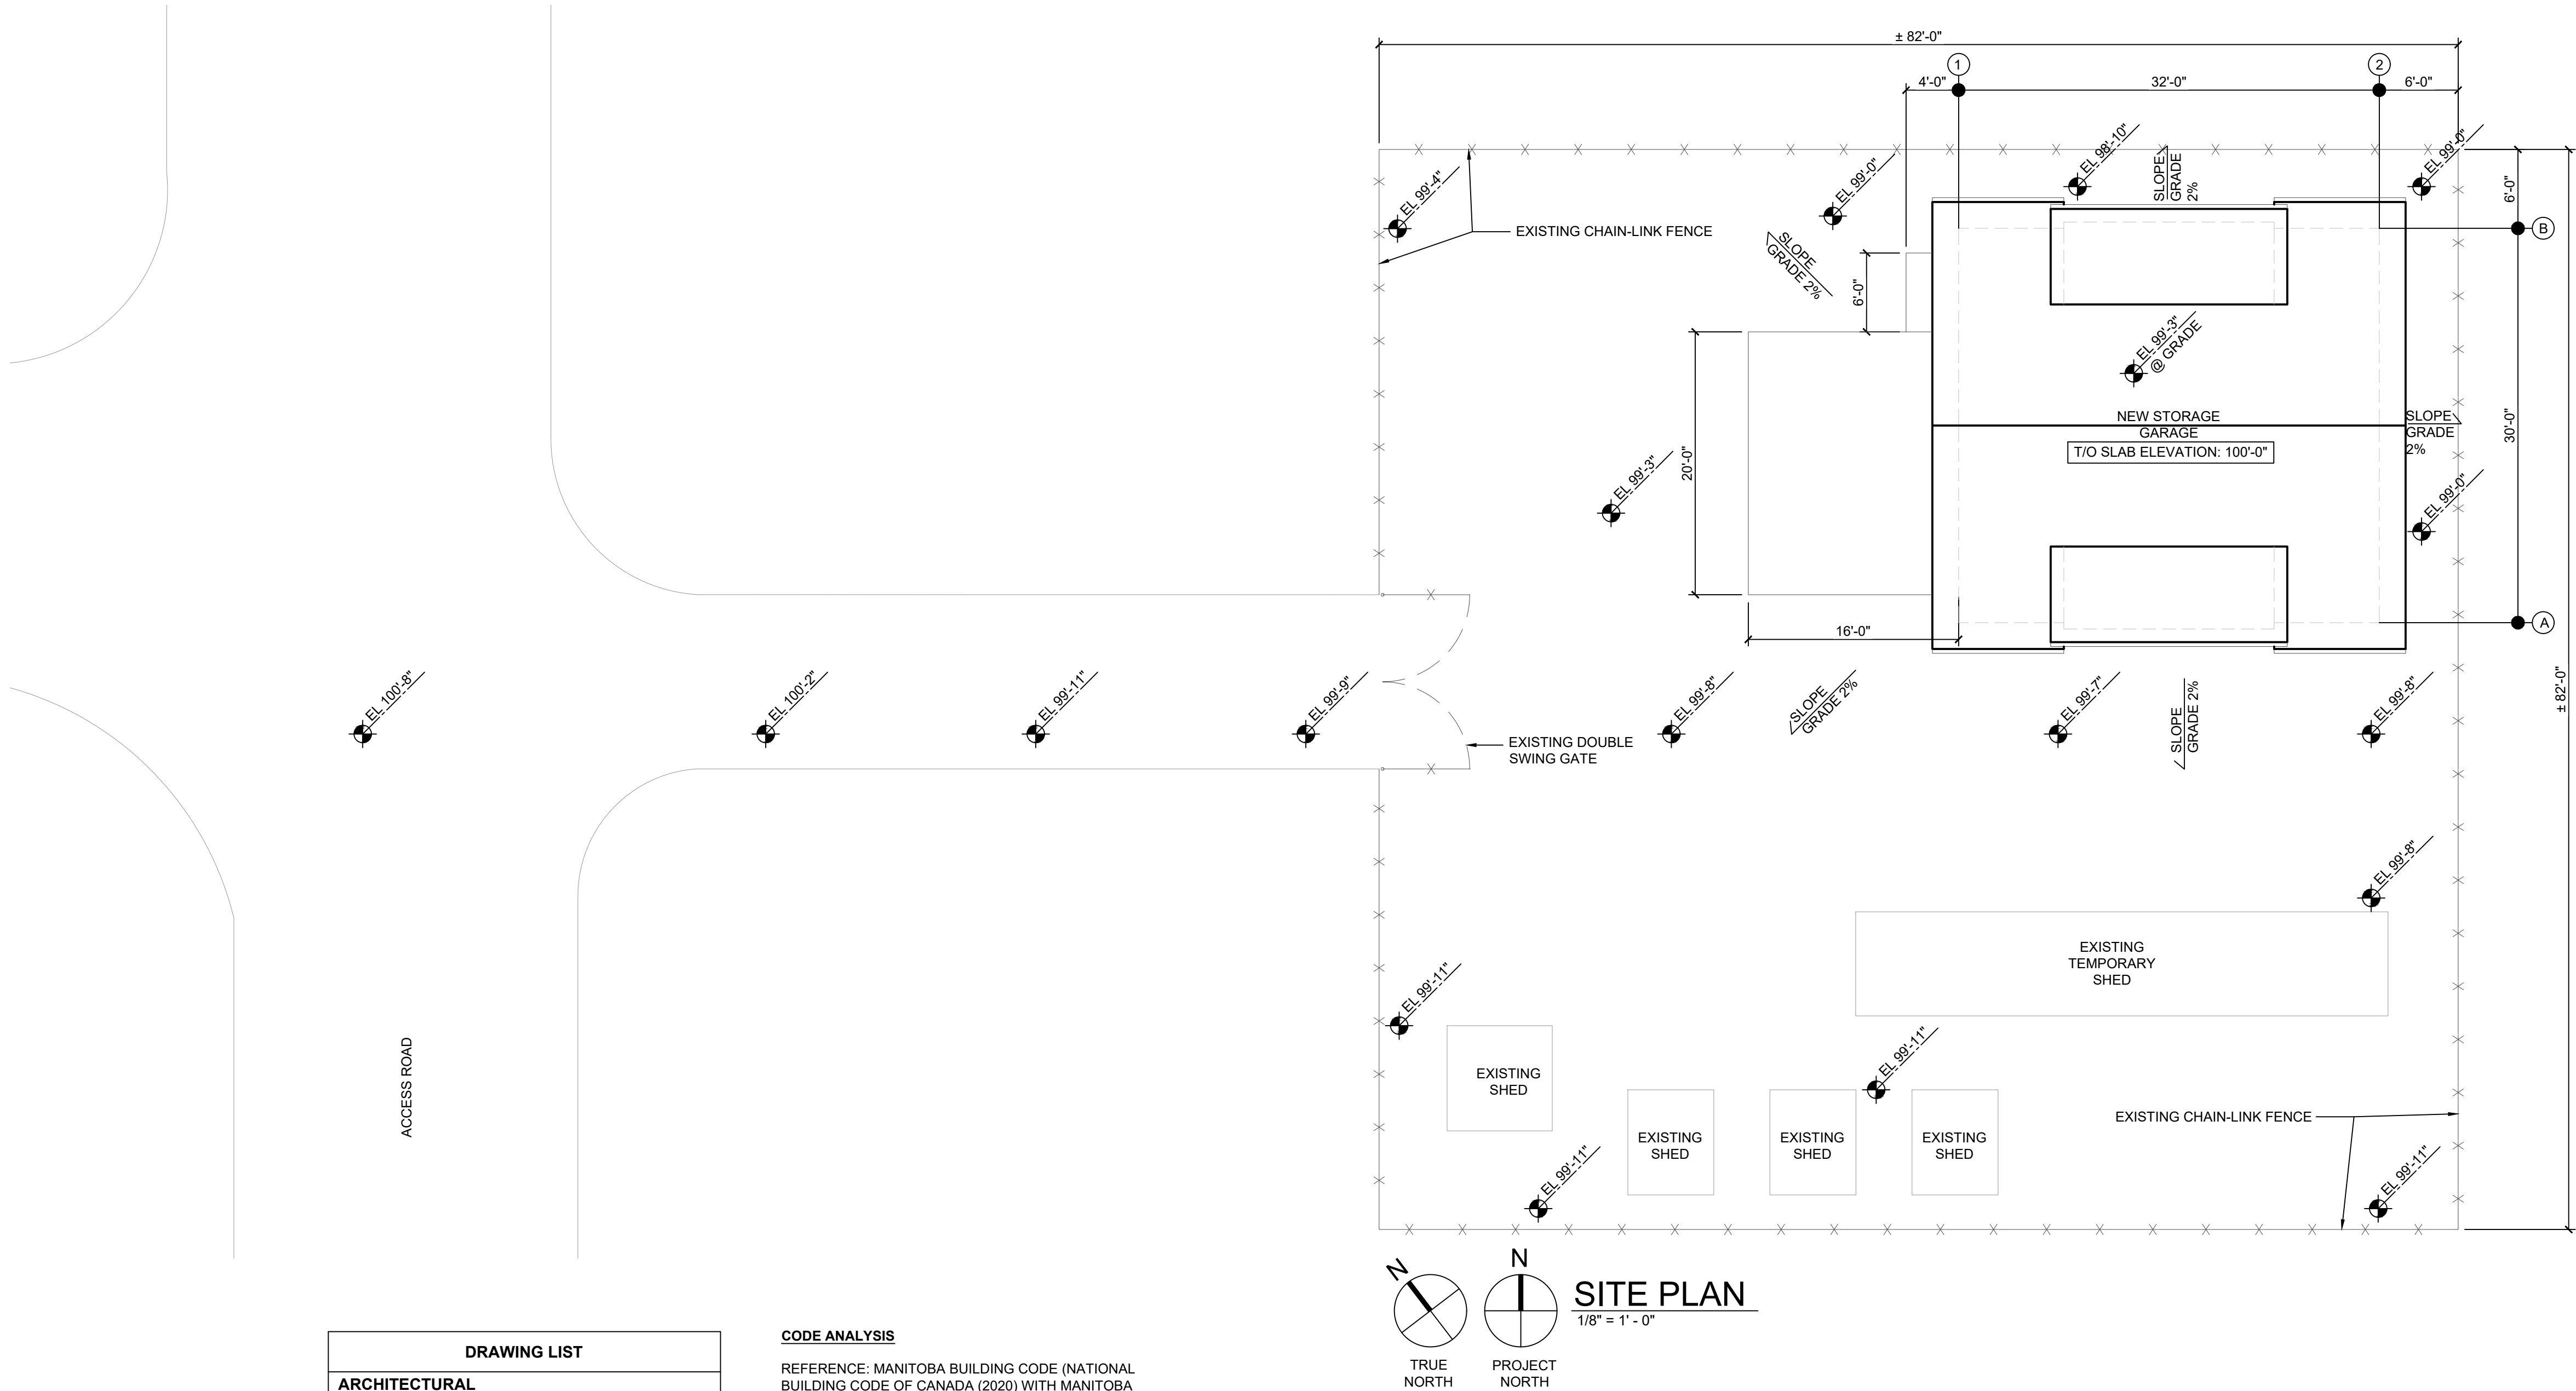 ± 82'-0"
1
2
4'-0"
32'-0"
6'-0"
EL 99'-4"
EL 99'-0"
EL 98'-10"
SLOPE
GRADE
2%
EL 99'-0"
6'-0"
B
EXISTING CHAIN-LINK FENCE
SLOPE
GRADE 2%
6'-0"
EL 99'-3"
@ GRADE
NEW STORAGE
GARAGE
T/O SLAB ELEVATION: 100'-0"
SLOPE
GRADE
2%
30'-0"
20'-0"
EL 99'-3"
EL 99'-0"
16'-0"
A
± 82'-0"
EL 100'-8"
EL 100'-2"
EL 99'-11"
EL 99'-9"
EL 99'-8"
SLOPE
GRADE 2%
EL 99'-7"
SLOPE
GRADE 2%
EL 99'-8"
EXISTING DOUBLE
SWING GATE
EL 99'-8"
EXISTING
TEMPORARY
SHED
EL 99'-11"
ACCESS ROAD
EXISTING
SHED
EL 99'-11"
EXISTING CHAIN-LINK FENCE
EXISTING
SHED
EXISTING
SHED
EXISTING
SHED
EL 99'-11"
EL 99'-11"
N
TRUE
NORTH
N
PROJECT
NORTH
SITE PLAN
1/8" = 1' - 0"
DRAWING LIST
ARCHITECTURAL
CODE ANALYSIS
REFERENCE: MANITOBA BUILDING CODE (NATIONAL
BUILDING CODE OF CANADA (2020) WITH MANITOBA